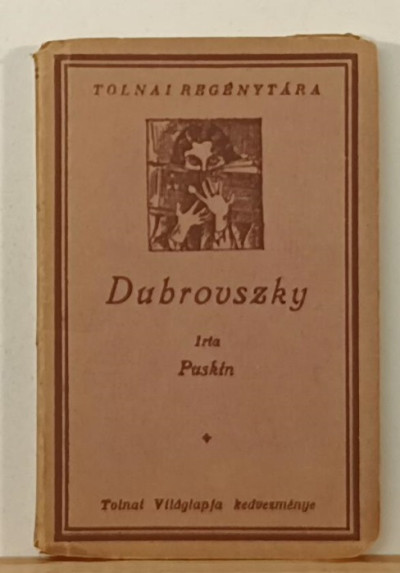 TOLNAI REGÉNYTÁRA
Dubrovszky
Irta
Puskin
Tolnai Világlapja kedvezménye